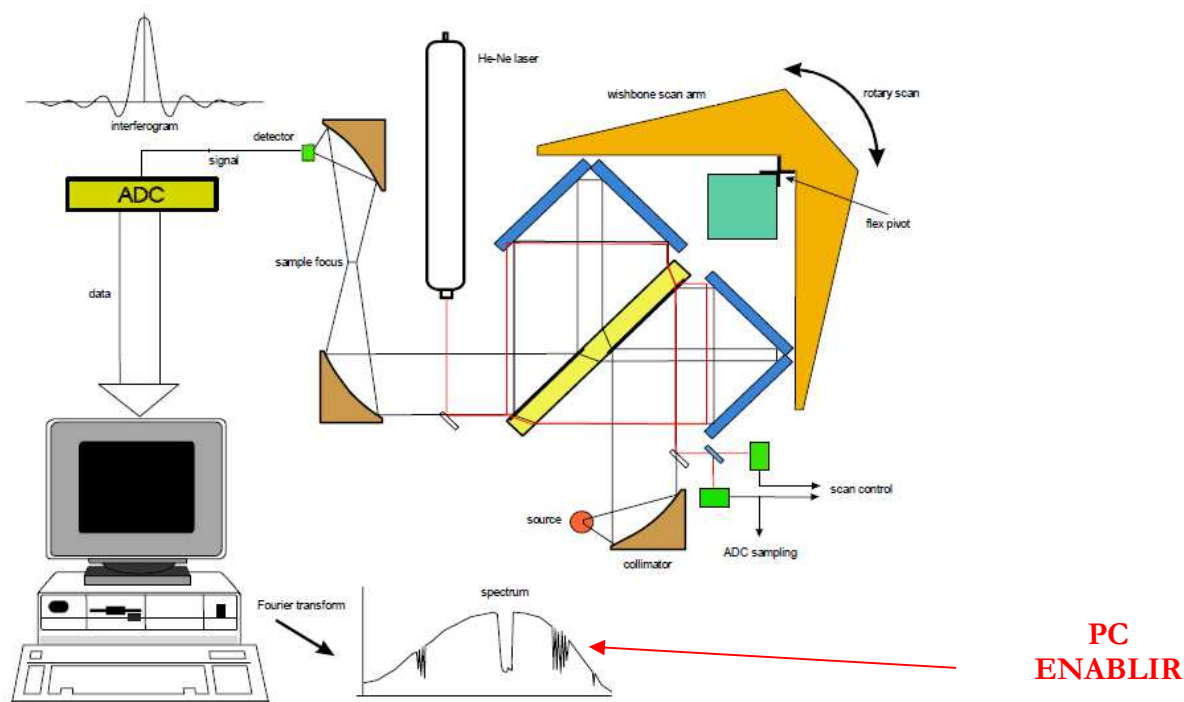 He-Ne laser
wishbone scan arm
rotary scan
interferogram
detector
signal
ADC
flex pivot
sample focus
data
scan control
source
ADC sampling
collimator
Fourier transform
spectrum
PC
ENABLIR